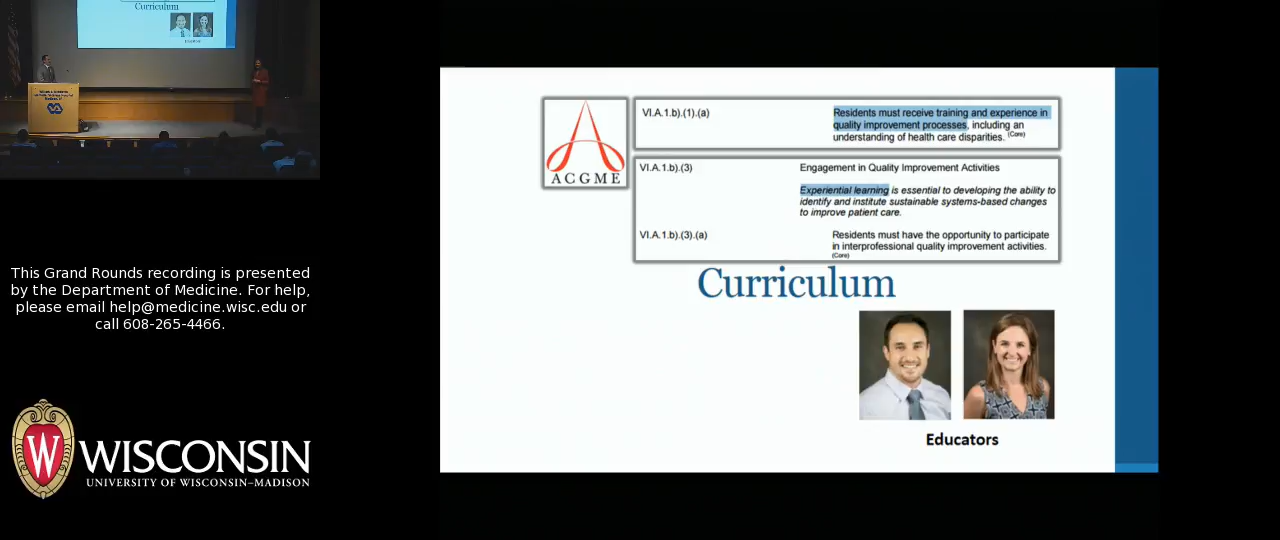 Curriculum
This Grand Rounds recording is presented
by the Department of Medicine. For help,
please email help@medicine.wisc.edu or
call 608-265-4466.
W WISCONSIN
UNIVERSITY OF WISCONSIN–MADISON
ACGME
VI.A.1.b).(1).(a) Residents must receive training and experience in
quality improvement processes, including an
understanding of health care disparities. (Core)
VI.A.1.b).(3) Engagement in Quality Improvement Activities
Experiential learning is essential to developing the ability to
identify and institute sustainable systems-based changes
to improve patient care.
VI.A.1.b).(3).(a) Residents must have the opportunity to participate
in interprofessional quality improvement activities.
(Core)
Curriculum
Educators